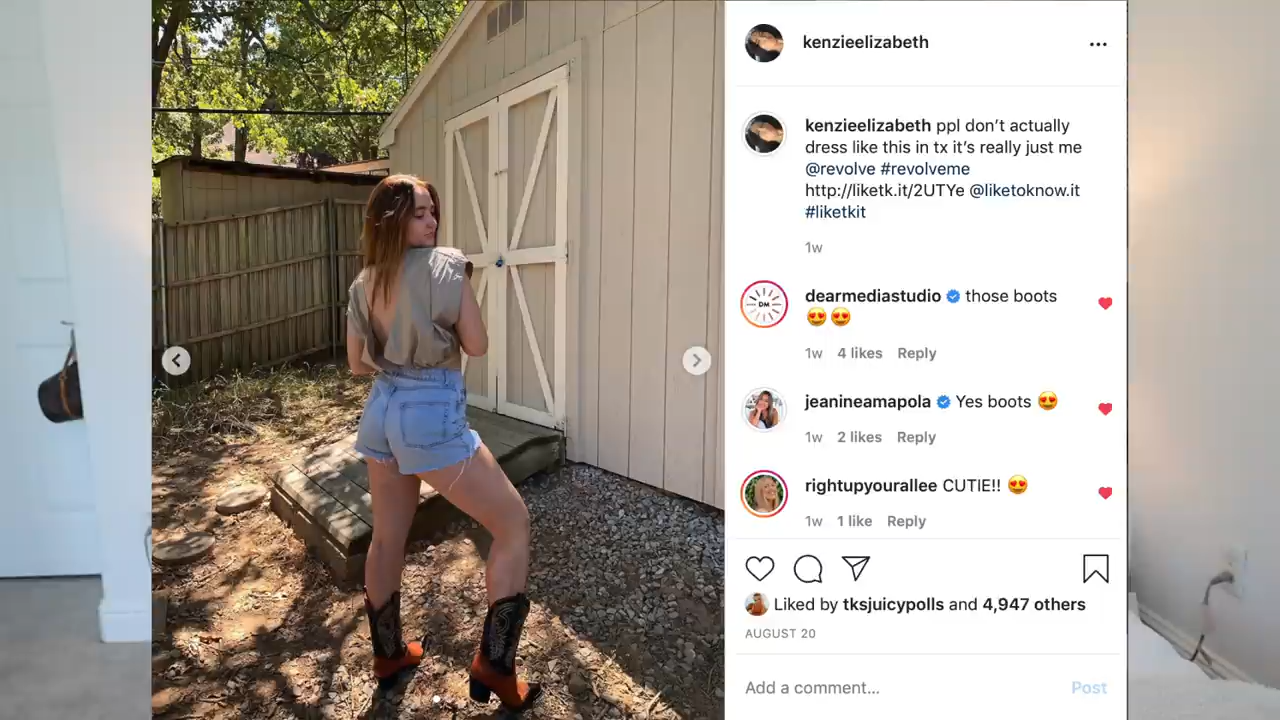 kenzieelizabeth
kenzieelizabeth ppl don’t actually
dress like this in tx it’s really just me
@revolve #revolveme
http://liketk.it/2UTYe @liketoknow.it
#liketkit
1w
DM
dearmediastudio those boots
😍😍
1w 4 likes Reply
jeanineamapola Yes boots 😍
1w 2 likes Reply
rightupyourallee CUTIE!! 😍
1w 1 like Reply
Liked by tksjuicypolls and 4,947 others
AUGUST 20
Add a comment... Post